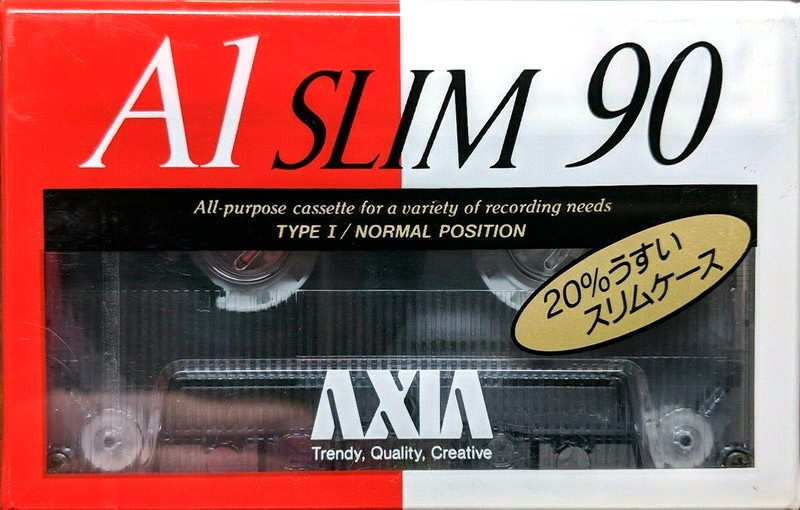 A1 SLIM 90
All-purpose cassette for a variety of recording needs
TYPE I / NORMAL POSITION
20%うすい
スリムケース
AXIA
Trendy, Quality, Creative